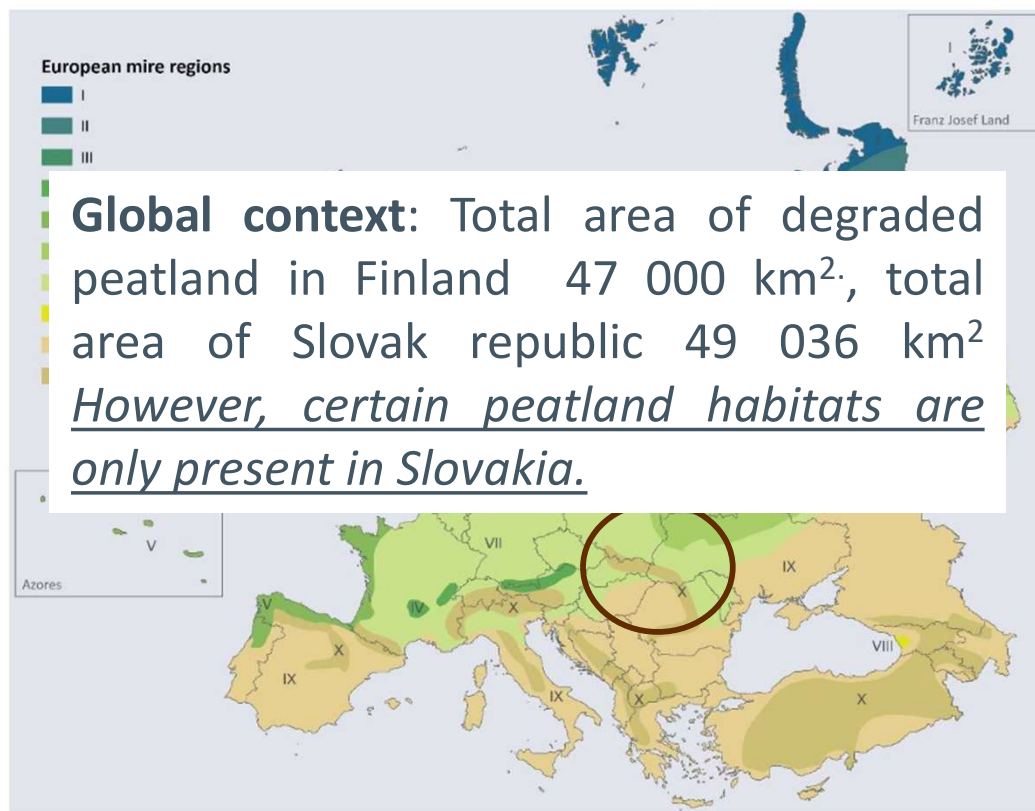 European mire regions
I
II
III
I
Franz Josef Land
Global context: Total area of degraded
peatland in Finland 47 000 km²·, total
area of Slovak republic 49 036 km²
However, certain peatland habitats are
only present in Slovakia.
V
Azores
VII
IX
V
IV
X
X
VIII
X
IX
IX
X
X